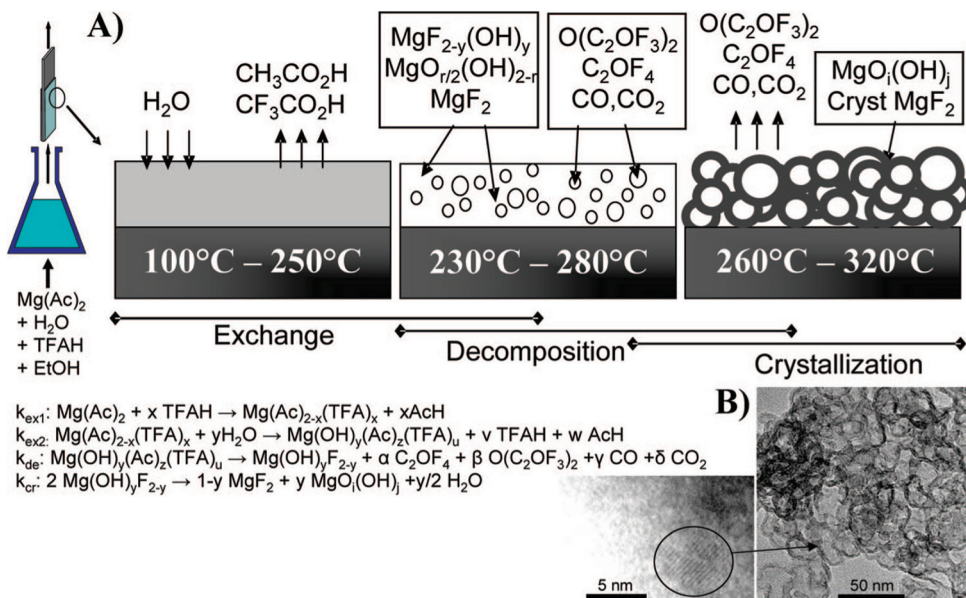 A)
H₂O
CH₃CO₂H
CF₃CO₂H
MgF₂₋y(OH)y
MgOr/2(OH)₂₋r
MgF₂
O(C₂OF₃)₂
C₂OF₄
CO,CO₂
O(C₂OF₃)₂
C₂OF₄
CO,CO₂
MgOᵢ(OH)ⱼ
Cryst MgF₂
100°C – 250°C
230°C – 280°C
260°C – 320°C
Mg(Ac)₂
+ H₂O
+ TFAH
+ EtOH
Exchange
Decomposition
Crystallization
kex1: Mg(Ac)₂ + x TFAH → Mg(Ac)₂₋ₓ(TFA)ₓ + xAcH
kex2: Mg(Ac)₂₋ₓ(TFA)ₓ + yH₂O → Mg(OH)y(Ac)z(TFA)u + v TFAH + w AcH
kde: Mg(OH)y(Ac)z(TFA)u → Mg(OH)yF₂₋y + α C₂OF₄ + β O(C₂OF₃)₂ +γ CO +δ CO₂
kcr: 2 Mg(OH)yF₂₋y → 1-y MgF₂ + y MgOᵢ(OH)ⱼ +y/2 H₂O
B)
5 nm
50 nm